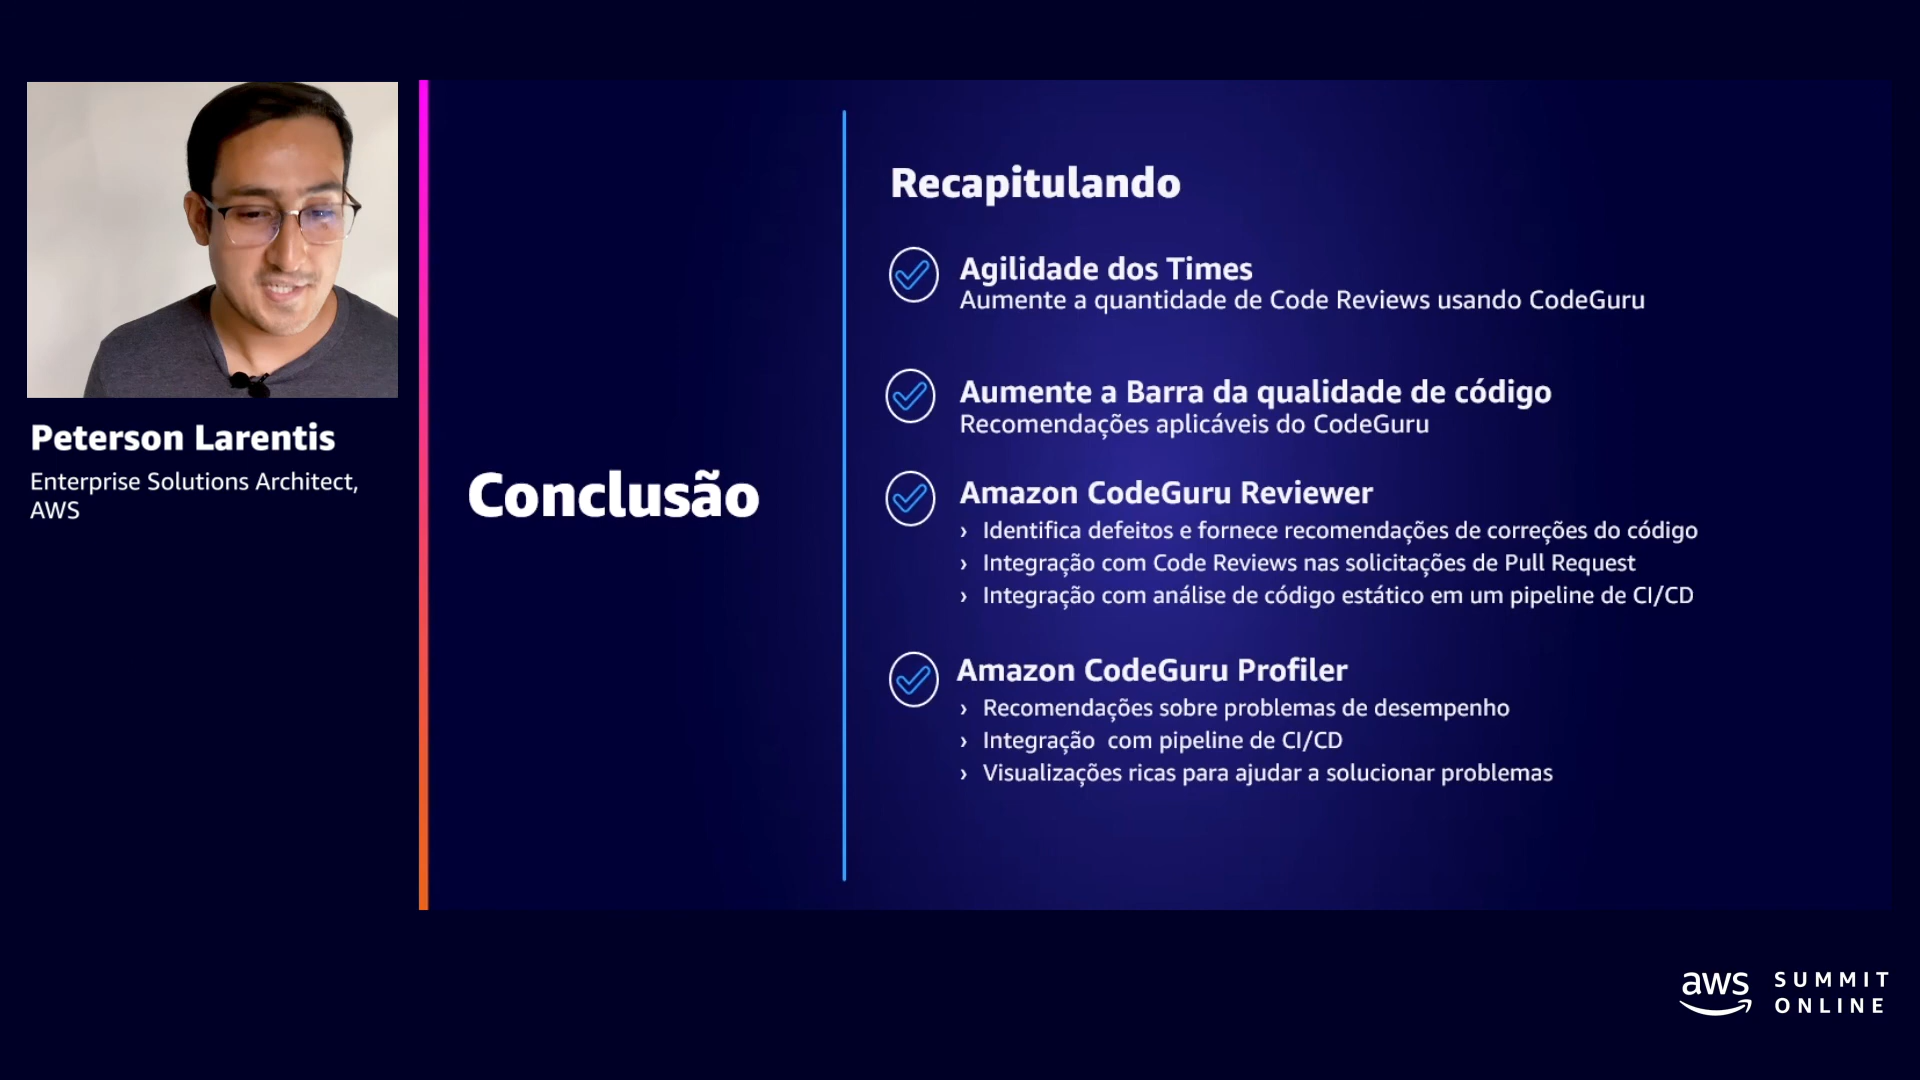 Peterson Larentis
Enterprise Solutions Architect,
AWS
Conclusão
Recapitulando
Agilidade dos Times
Aumente a quantidade de Code Reviews usando CodeGuru
Aumente a Barra da qualidade de código
Recomendações aplicáveis do CodeGuru
Amazon CodeGuru Reviewer
› Identifica defeitos e fornece recomendações de correções do código
› Integração com Code Reviews nas solicitações de Pull Request
› Integração com análise de código estático em um pipeline de CI/CD
Amazon CodeGuru Profiler
› Recomendações sobre problemas de desempenho
› Integração  com pipeline de CI/CD
› Visualizações ricas para ajudar a solucionar problemas
aws
SUMMIT
ONLINE